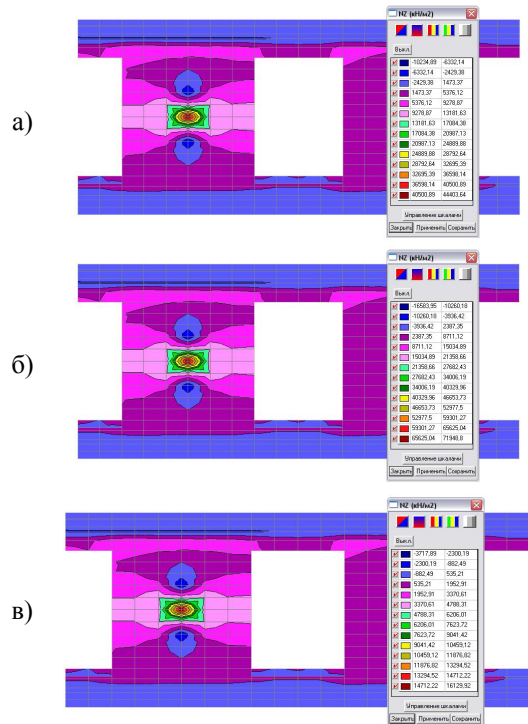 а)
NZ (кН/м2)
Выкл.
-10234,89 -6332,14
-6332,14 -2429,38
-2429,38 1473,37
1473,37 5376,12
5376,12 9278,87
9278,87 13181,63
13181,63 17084,38
17084,38 20987,13
20987,13 24889,88
24889,88 28792,64
28792,64 32695,39
32695,39 36598,14
36598,14 40500,89
40500,89 44403,64
Управление шкалами
Закрыть Применить Сохранить
б)
NZ (кН/м2)
Выкл.
-16583,95 -10260,18
-10260,18 -3936,42
-3936,42 2387,35
2387,35 8711,12
8711,12 15034,89
15034,89 21358,66
21358,66 27682,43
27682,43 34006,19
34006,19 40329,96
40329,96 46653,73
46653,73 52977,5
52977,5 59301,27
59301,27 65625,04
65625,04 71948,8
Управление шкалами
Закрыть Применить Сохранить
в)
NZ (кН/м2)
Выкл.
-3717,89 -2300,19
-2300,19 -882,49
-882,49 535,21
535,21 1952,91
1952,91 3370,61
3370,61 4788,31
4788,31 6206,01
6206,01 7623,72
7623,72 9041,42
9041,42 10459,12
10459,12 11876,82
11876,82 13294,52
13294,52 14712,22
14712,22 16129,92
Управление шкалами
Закрыть Применить Сохранить